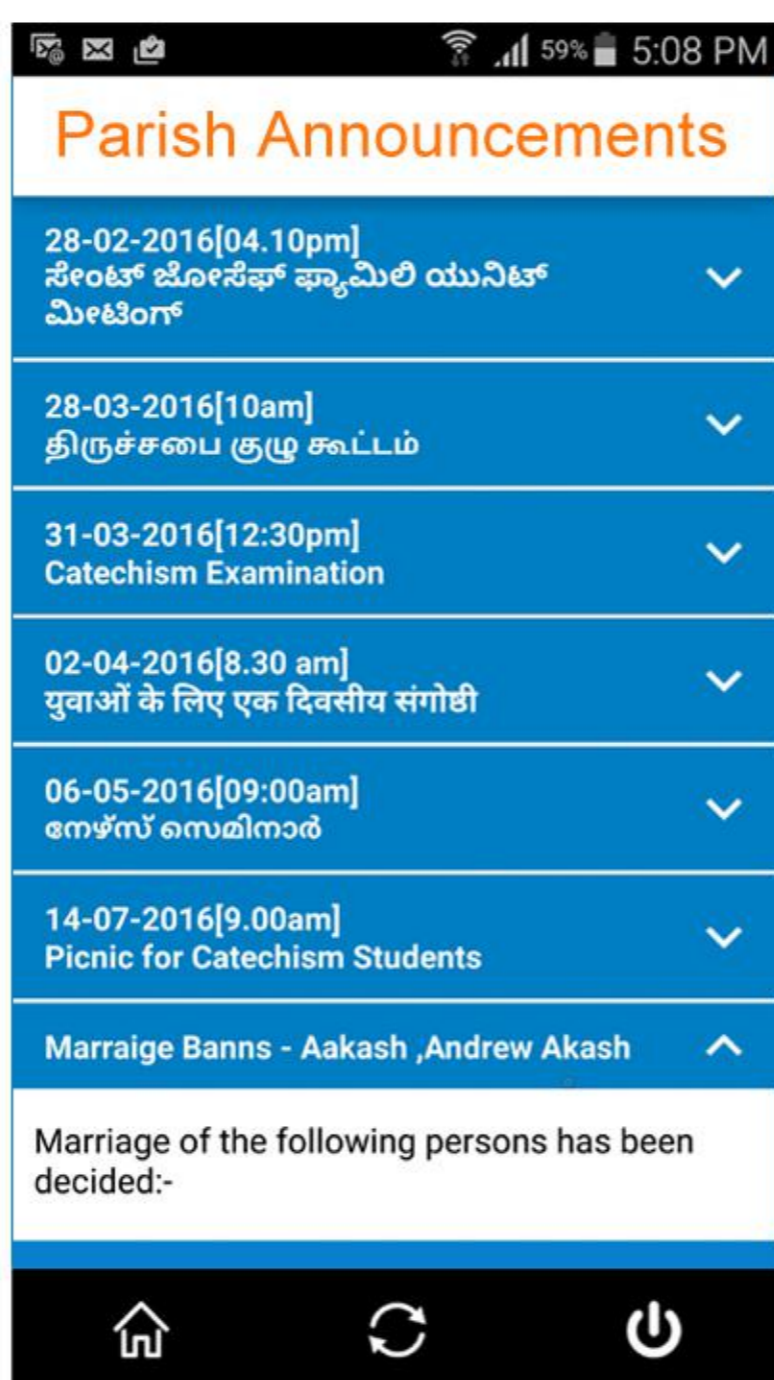 59% 5:08 PM
Parish Announcements
28-02-2016[04.10pm]
ಸೇಂಟ್ ಜೋಸೆಫ್ ಫ್ಯಾಮಿಲಿ ಯುನಿಟ್
ಮೀಟಿಂಗ್
28-03-2016[10am]
திருச்சபை குழு கூட்டம்
31-03-2016[12:30pm]
Catechism Examination
02-04-2016[8.30 am]
युवाओं के लिए एक दिवसीय संगोष्ठी
06-05-2016[09:00am]
നേഴ്സ് സെമിനാർ
14-07-2016[9.00am]
Picnic for Catechism Students
Marraige Banns - Aakash ,Andrew Akash
Marriage of the following persons has been
decided:-